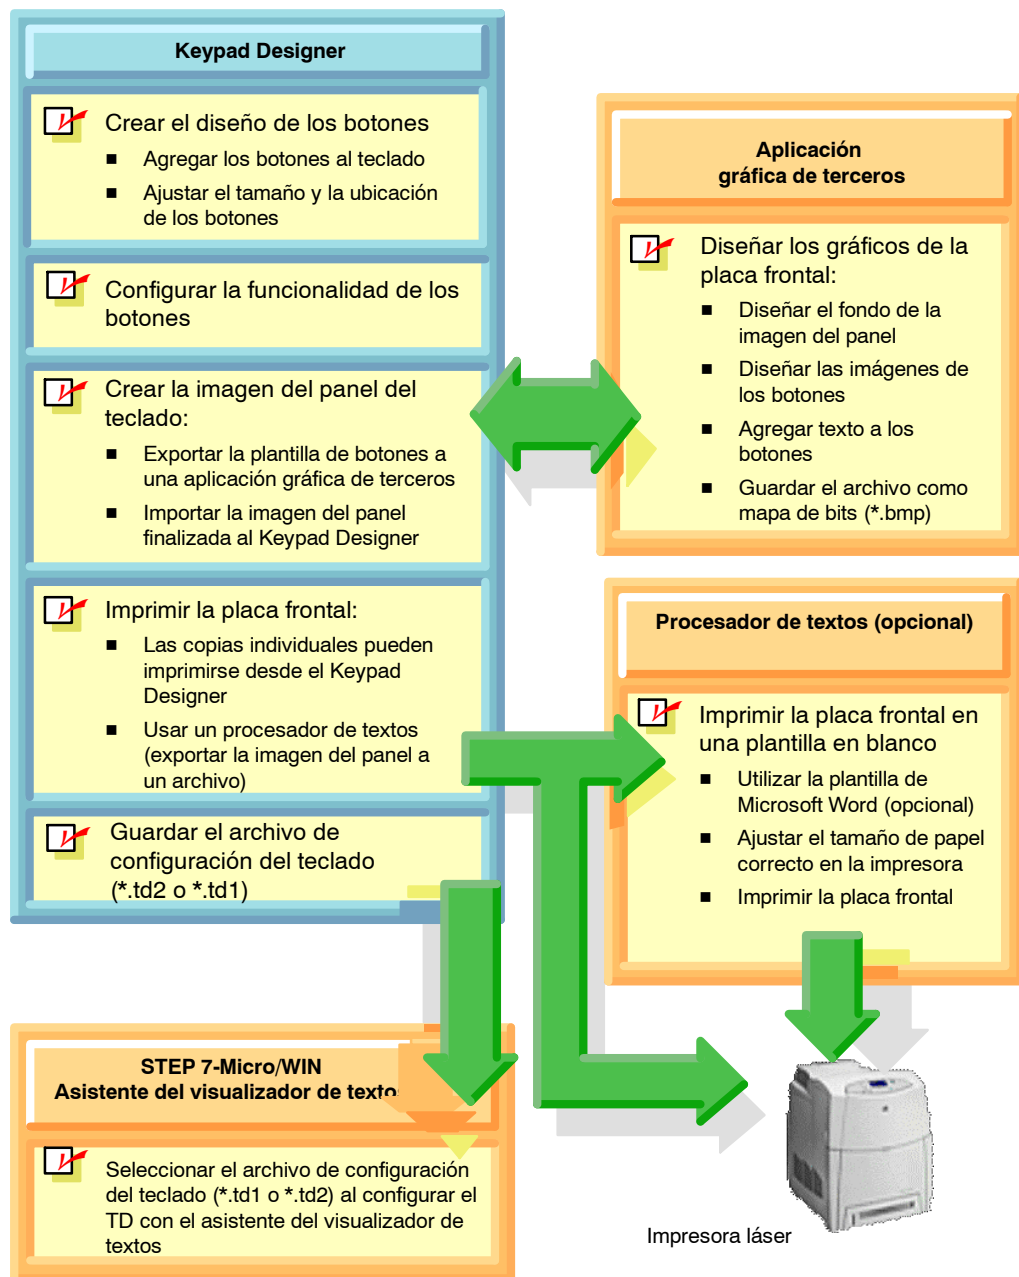 Keypad Designer
Crear el diseño de los botones
■ Agregar los botones al teclado
■ Ajustar el tamaño y la ubicación
de los botones
Configurar la funcionalidad de los
botones
Crear la imagen del panel del
teclado:
■ Exportar la plantilla de botones a
una aplicación gráfica de terceros
■ Importar la imagen del panel
finalizada al Keypad Designer
Imprimir la placa frontal:
■ Las copias individuales pueden
imprimirse desde el Keypad
Designer
■ Usar un procesador de textos
(exportar la imagen del panel a
un archivo)
Guardar el archivo de
configuración del teclado
(*.td2 o *.td1)
Aplicación
gráfica de terceros
Diseñar los gráficos de la
placa frontal:
■ Diseñar el fondo de la
imagen del panel
■ Diseñar las imágenes de
los botones
■ Agregar texto a los
botones
■ Guardar el archivo como
mapa de bits (*.bmp)
Procesador de textos (opcional)
Imprimir la placa frontal en
una plantilla en blanco
■ Utilizar la plantilla de
Microsoft Word (opcional)
■ Ajustar el tamaño de papel
correcto en la impresora
■ Imprimir la placa frontal
STEP 7-Micro/WIN
Asistente del visualizador de texto
Seleccionar el archivo de configuración
del teclado (*.td1 o *.td2) al configurar el
TD con el asistente del visualizador de
textos
Impresora láser